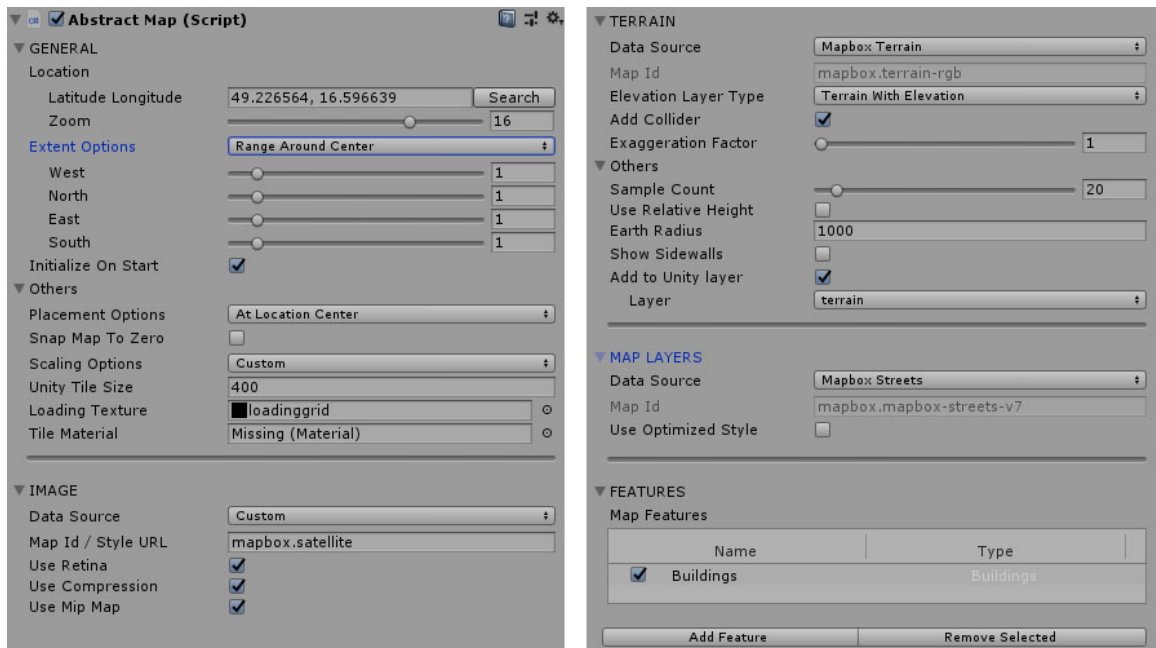 Abstract Map (Script)
GENERAL
Location
Latitude Longitude 49.226564, 16.596639 Search
Zoom 16
Extent Options Range Around Center
West 1
North 1
East 1
South 1
Initialize On Start
Others
Placement Options At Location Center
Snap Map To Zero
Scaling Options Custom
Unity Tile Size 400
Loading Texture loadinggrid
Tile Material Missing (Material)
IMAGE
Data Source Custom
Map Id / Style URL mapbox.satellite
Use Retina
Use Compression
Use Mip Map
TERRAIN
Data Source Mapbox Terrain
Map Id mapbox.terrain-rgb
Elevation Layer Type Terrain With Elevation
Add Collider
Exaggeration Factor 1
Others
Sample Count 20
Use Relative Height
Earth Radius 1000
Show Sidewalls
Add to Unity layer
Layer terrain
MAP LAYERS
Data Source Mapbox Streets
Map Id mapbox.mapbox-streets-v7
Use Optimized Style
FEATURES
Map Features
Name Type
Buildings Buildings
Add Feature Remove Selected